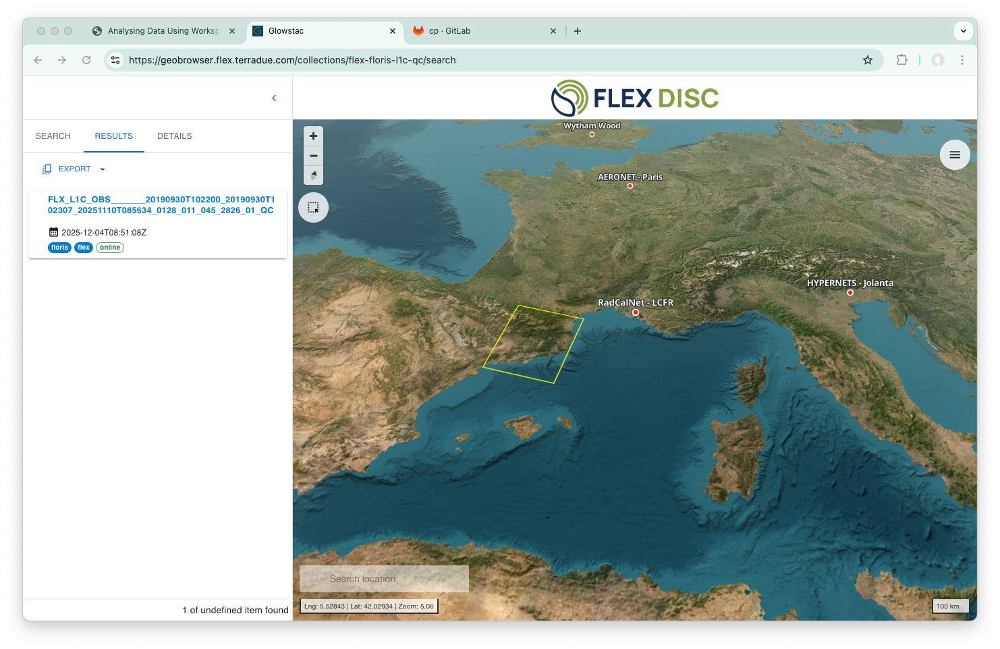 Analysing Data Using Worksp
Glowstac
cp · GitLab
https://geobrowser.flex.terradue.com/collections/flex-floris-l1c-qc/search
FLEX DISC
SEARCH
RESULTS
DETAILS
EXPORT
FLX_L1C_OBS_______20190930T102200_20190930T1
02307_20251110T085634_0128_011_045_2826_01_QC
2025-12-04T08:51:08Z
floris
flex
online
1 of undefined item found
Wytham Wood
AERONET - Paris
HYPERNETS - Jolanta
RadCalNet - LCFR
Search location
Lng: 5.52843 | Lat: 42.02934 | Zoom: 5.06
100 km